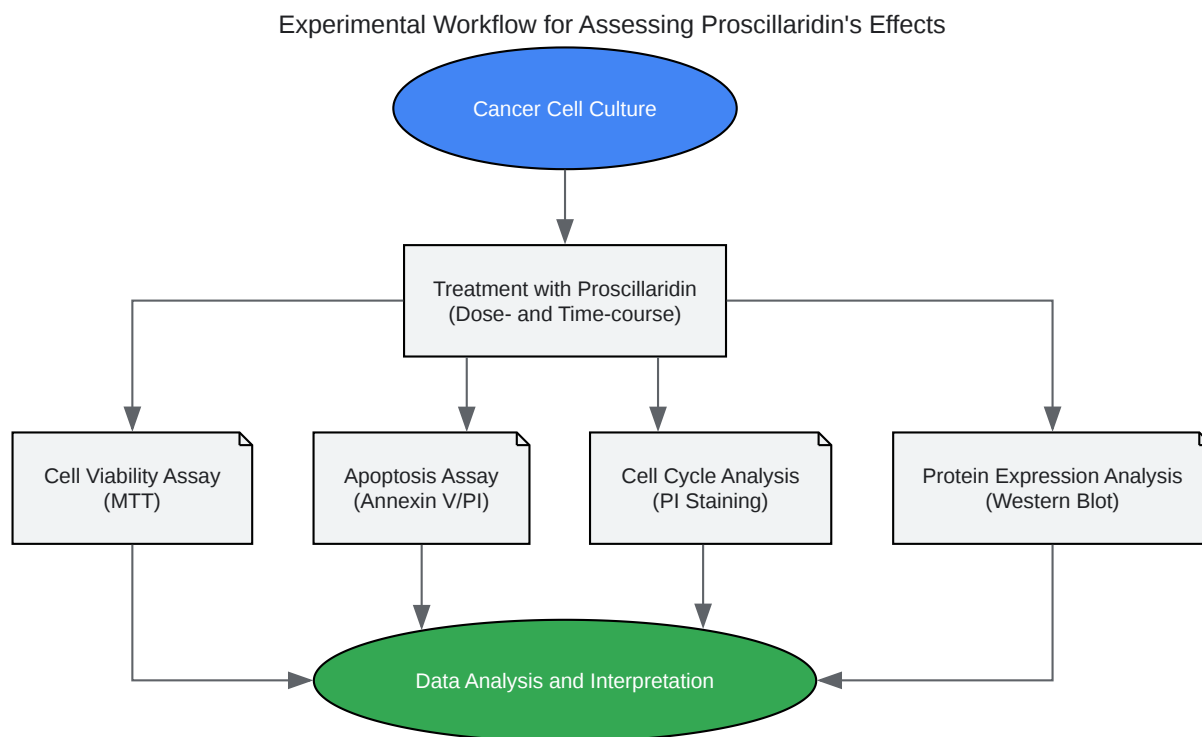 Experimental Workflow for Assessing Proscillaridin's Effects
Cancer Cell Culture
Treatment with Proscillaridin
(Dose- and Time-course)
Cell Viability Assay
(MTT)
Apoptosis Assay
(Annexin V/PI)
Cell Cycle Analysis
(PI Staining)
Protein Expression Analysis
(Western Blot)
Data Analysis and Interpretation